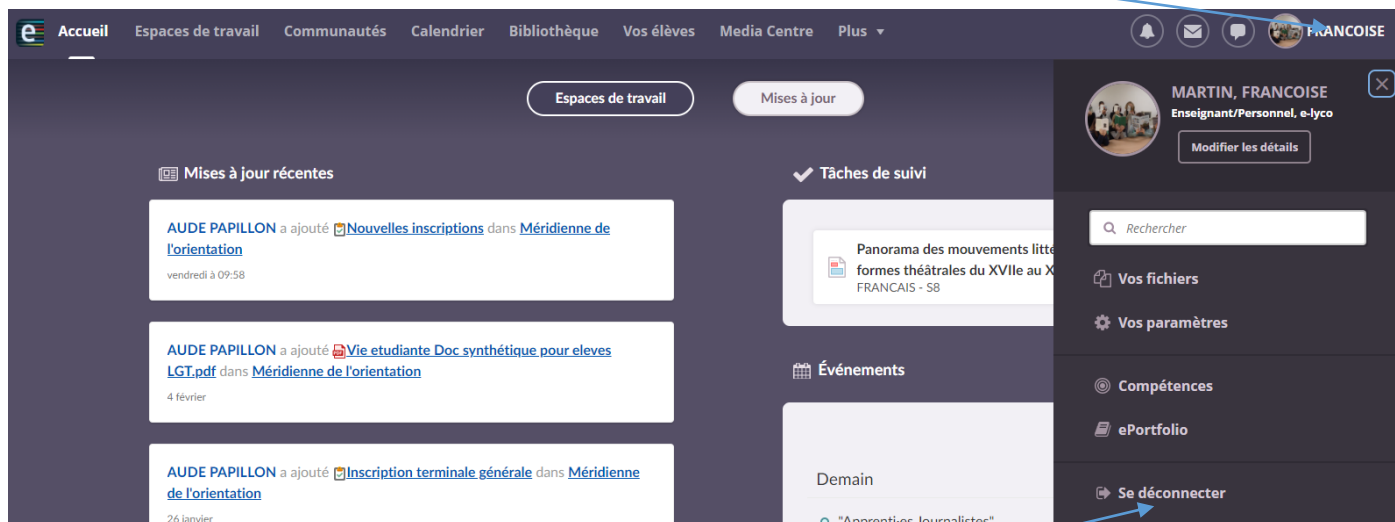 e Accueil Espaces de travail Communautés Calendrier Bibliothèque Vos élèves Media Centre Plus FRANCOISE
Espaces de travail Mises à jour
Mises à jour récentes
AUDE PAPILLON a ajouté Nouvelles inscriptions dans Méridienne de
l'orientation
vendredi à 09:58
AUDE PAPILLON a ajouté Vie etudiante Doc synthétique pour eleves
LGT.pdf dans Méridienne de l'orientation
4 février
AUDE PAPILLON a ajouté Inscription terminale générale dans Méridienne
de l'orientation
26 janvier
Tâches de suivi
Panorama des mouvements litté
formes théâtrales du XVIIe au X
FRANCAIS - S8
Événements
Demain
"Apprenti·es Journalistes"
MARTIN, FRANCOISE
Enseignant/Personnel, e-lyco
Modifier les détails
Rechercher
Vos fichiers
Vos paramètres
Compétences
ePortfolio
Se déconnecter